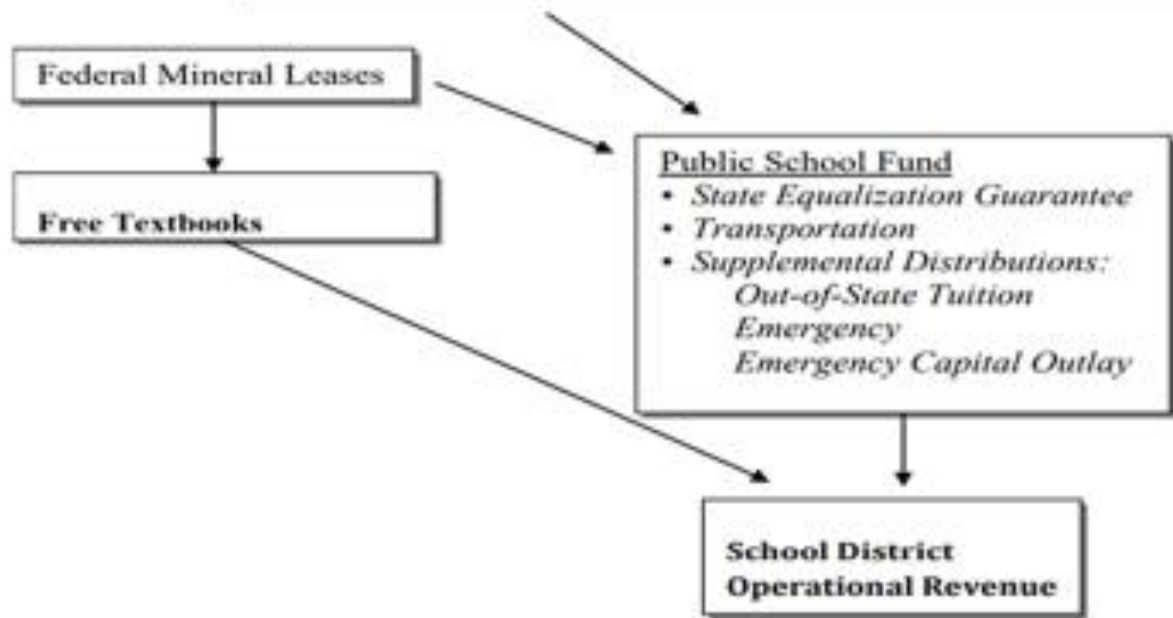 Federal Mineral Leases
Free Textbooks
Public School Fund
• State Equalization Guarantee
• Transportation
• Supplemental Distributions:
Out-of-State Tuition
Emergency
Emergency Capital Outlay
School District
Operational Revenue